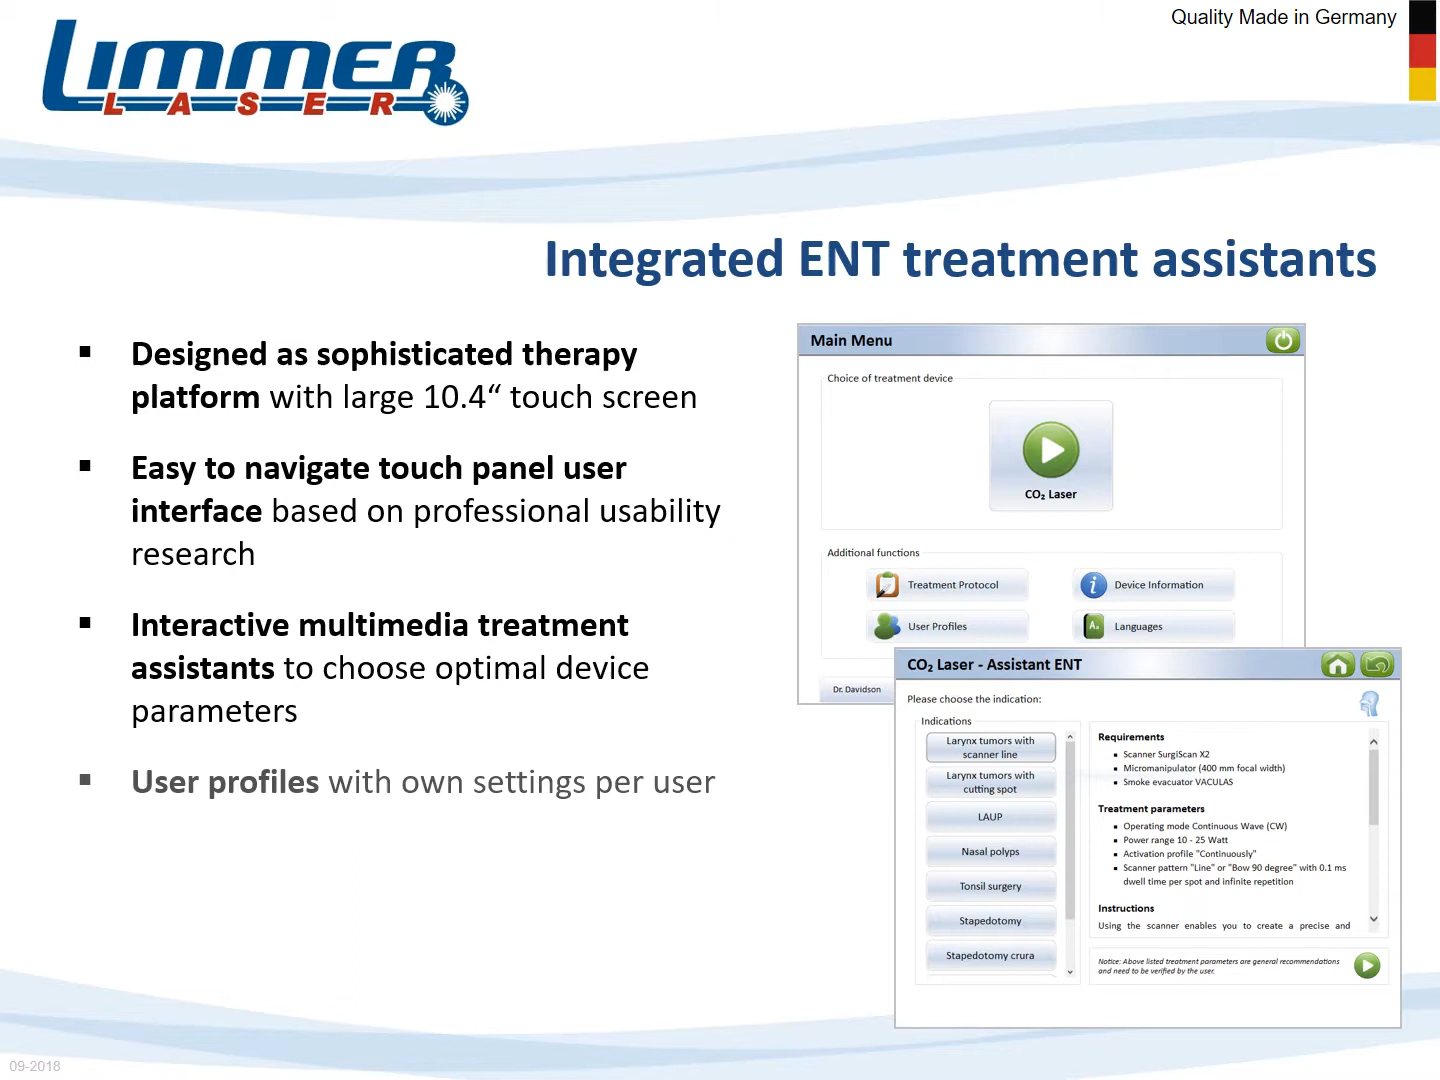 Quality Made in Germany
LIMMER
LASER
Integrated ENT treatment assistants
▪ Designed as sophisticated therapy
platform with large 10.4“ touch screen
▪ Easy to navigate touch panel user
interface based on professional usability
research
▪ Interactive multimedia treatment
assistants to choose optimal device
parameters
▪ User profiles with own settings per user
Main Menu
Choice of treatment device
CO₂ Laser
Additional functions
Treatment Protocol
Device Information
User Profiles
Languages
Dr. Davidson
CO₂ Laser - Assistant ENT
Please choose the indication:
Indications
Larynx tumors with
scanner line
Larynx tumors with
cutting spot
LAUP
Nasal polyps
Tonsil surgery
Stapedotomy
Stapedotomy crura
Requirements
▪ Scanner SurgiScan X2
▪ Micromanipulator (400 mm focal width)
▪ Smoke evacuator VACULAS
Treatment parameters
▪ Operating mode Continuous Wave (CW)
▪ Power range 10 - 25 Watt
▪ Activation profile "Continuously"
▪ Scanner pattern "Line" or "Bow 90 degree" with 0.1 ms
dwell time per spot and infinite repetition
Instructions
Using the scanner enables you to create a precise and
Notice: Above listed treatment parameters are general recommendations
and need to be verified by the user.
09-2018